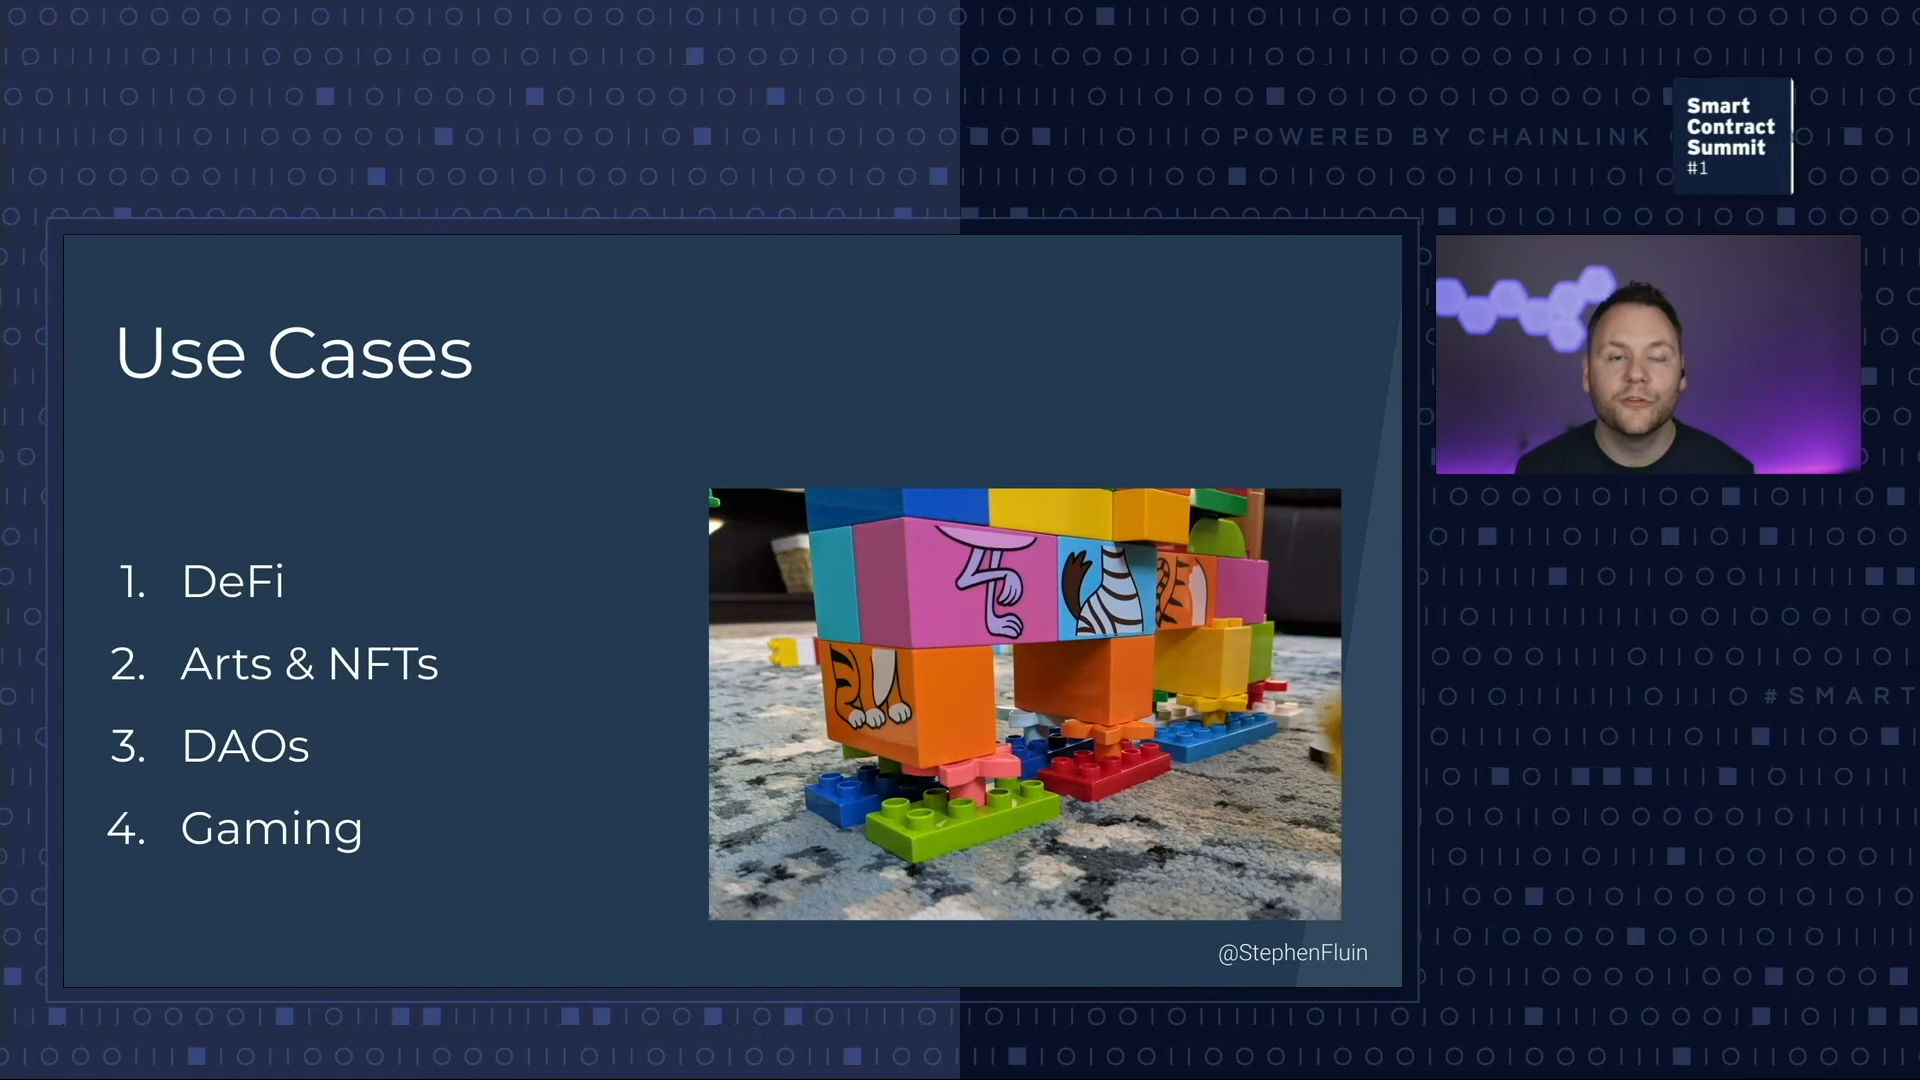 POWERED BY CHAINLINK
Smart
Contract
Summit
#1
Use Cases
1. DeFi
2. Arts & NFTs
3. DAOs
4. Gaming
@StephenFluin
#SMART